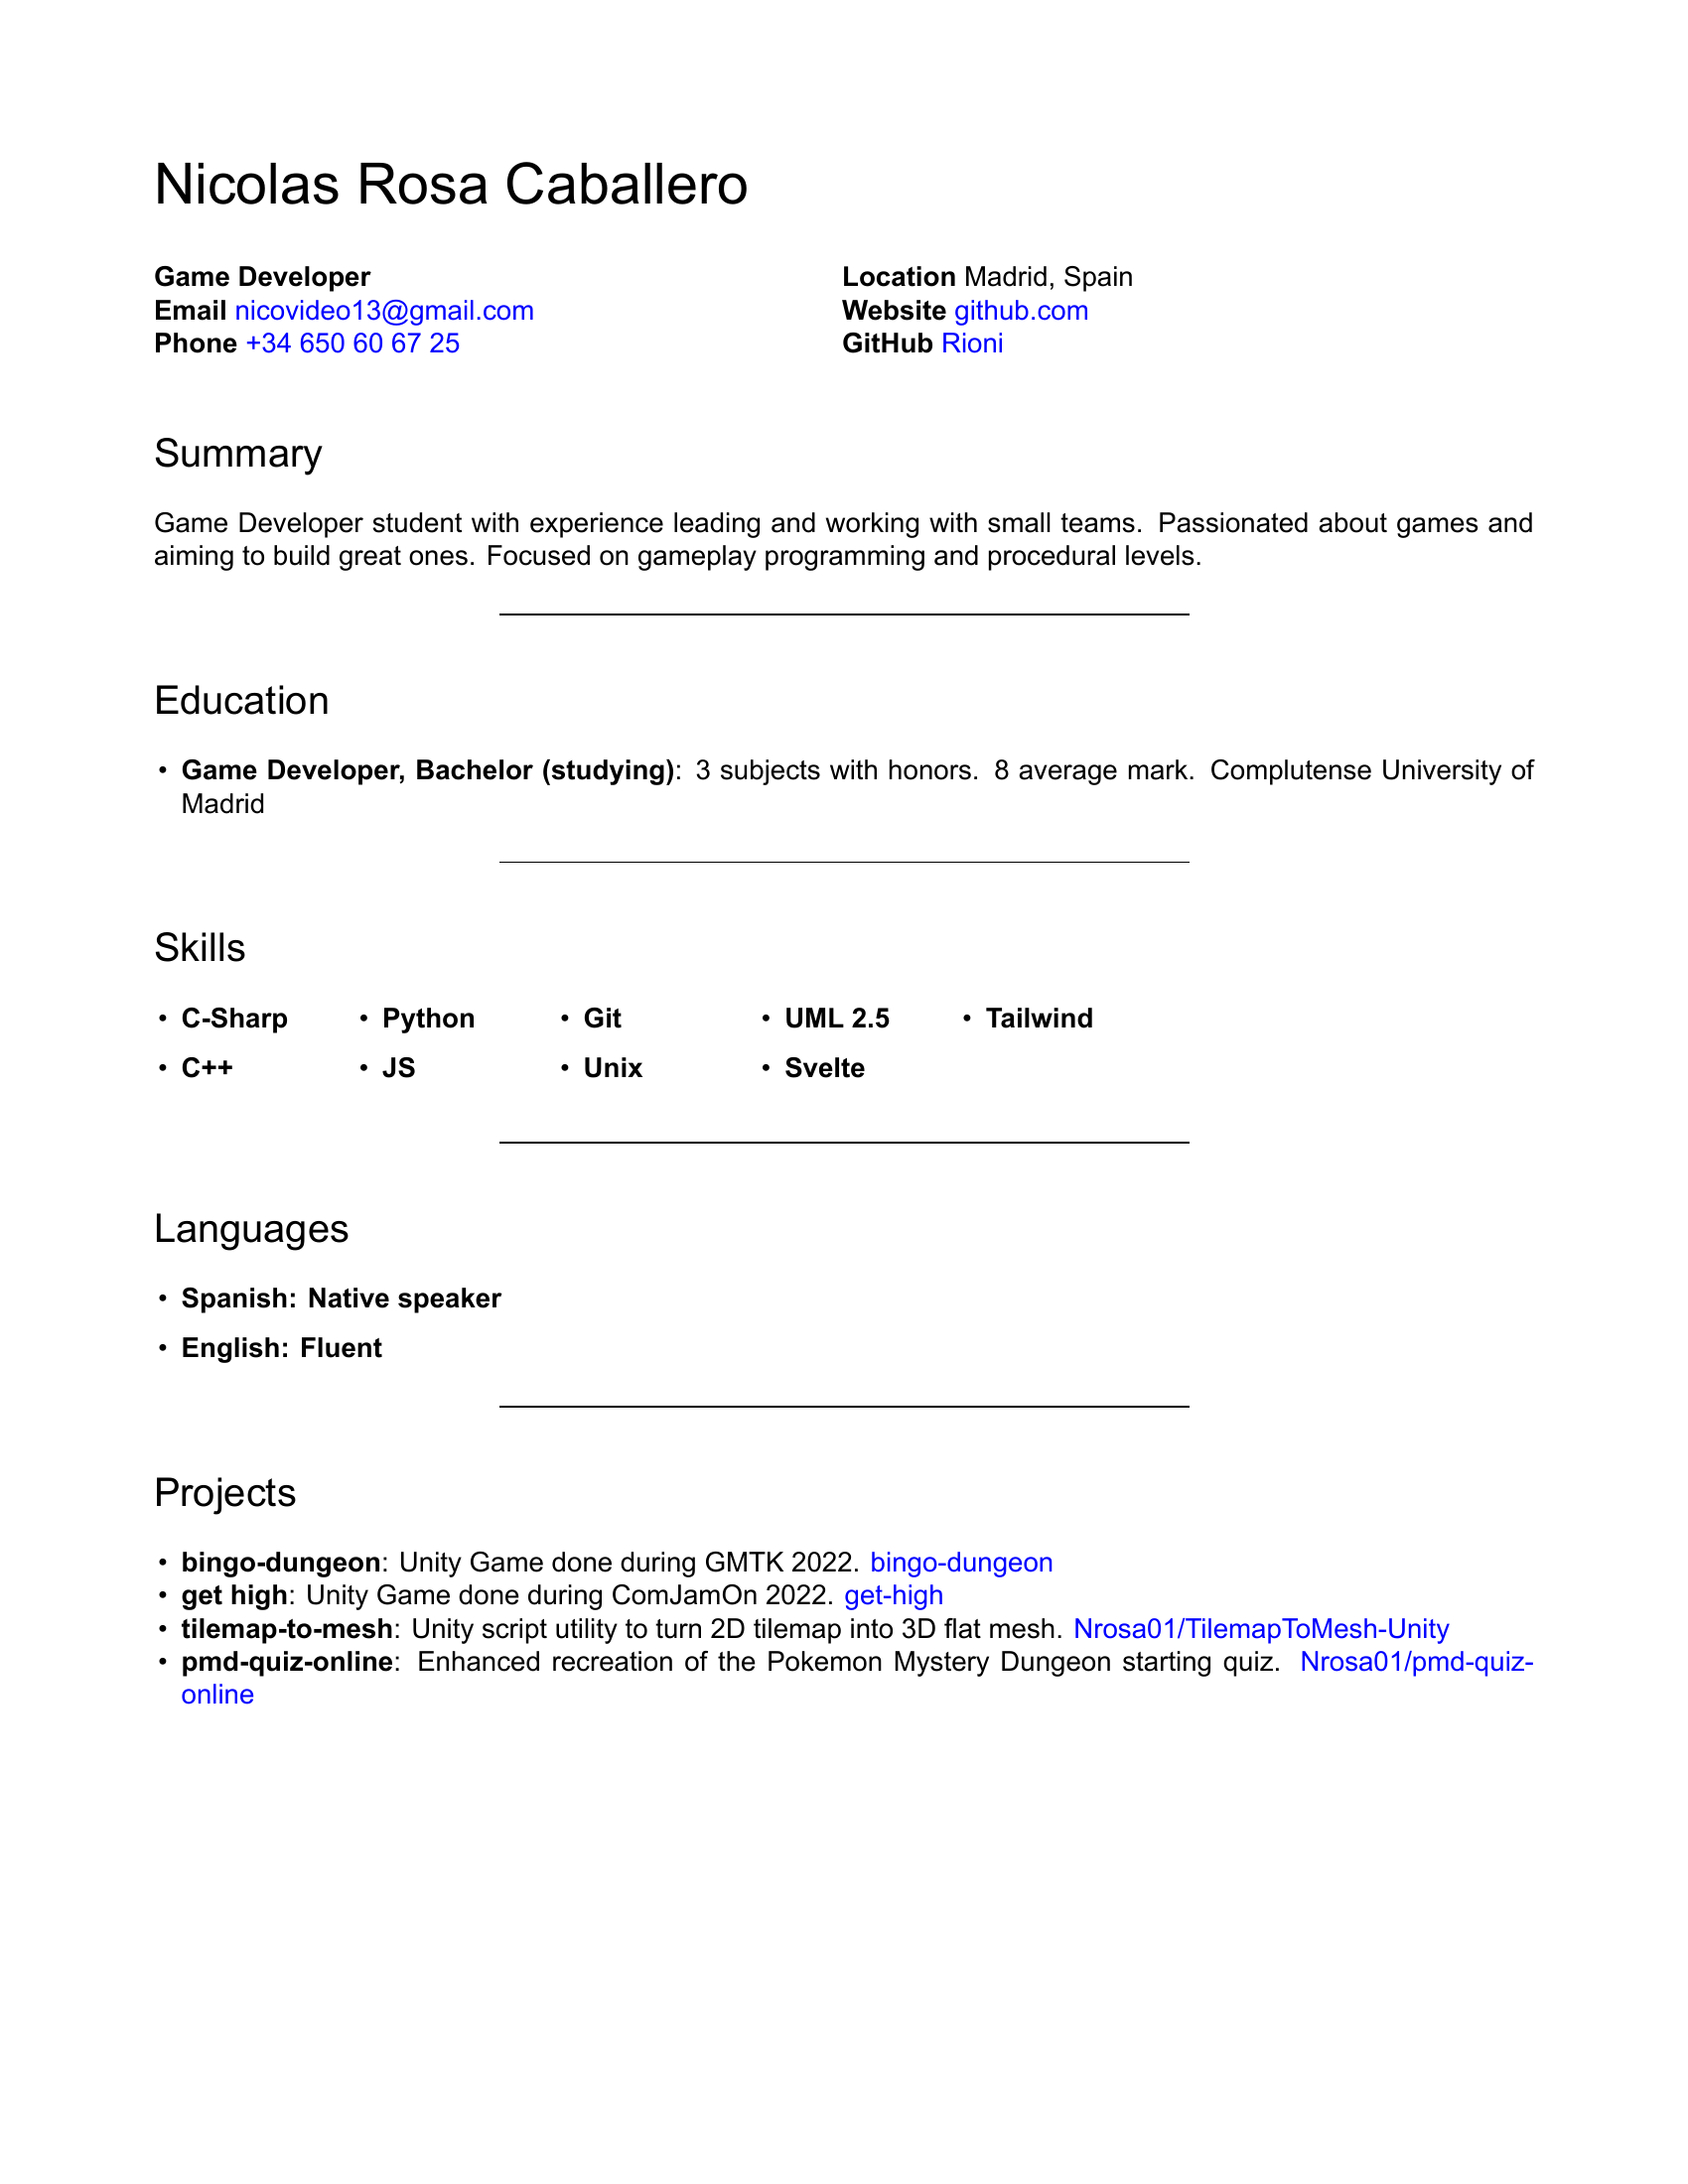 Nicolas Rosa Caballero
Game Developer
Email nicovideo13@gmail.com
Phone +34 650 60 67 25
Location Madrid, Spain
Website github.com
GitHub Rioni
Summary
Game Developer student with experience leading and working with small teams. Passionated about games and
aiming to build great ones. Focused on gameplay programming and procedural levels.
Education
• Game Developer, Bachelor (studying): 3 subjects with honors. 8 average mark. Complutense University of
Madrid
Skills
• C-Sharp • Python • Git • UML 2.5 • Tailwind
• C++ • JS • Unix • Svelte
Languages
• Spanish: Native speaker
• English: Fluent
Projects
• bingo-dungeon: Unity Game done during GMTK 2022. bingo-dungeon
• get high: Unity Game done during ComJamOn 2022. get-high
• tilemap-to-mesh: Unity script utility to turn 2D tilemap into 3D flat mesh. Nrosa01/TilemapToMesh-Unity
• pmd-quiz-online: Enhanced recreation of the Pokemon Mystery Dungeon starting quiz. Nrosa01/pmd-quiz-
online